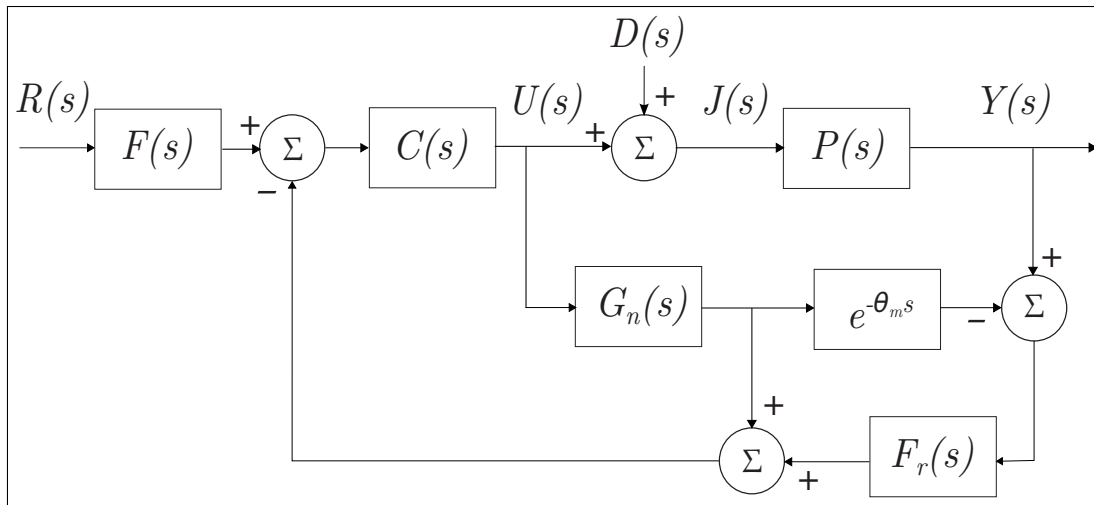 D(s)
R(s) U(s) J(s) Y(s)
+ +
F(s) + Σ C(s) Σ P(s)
−
+
G_n(s) e^{-θ_m s} − Σ
+
Σ + F_r(s)